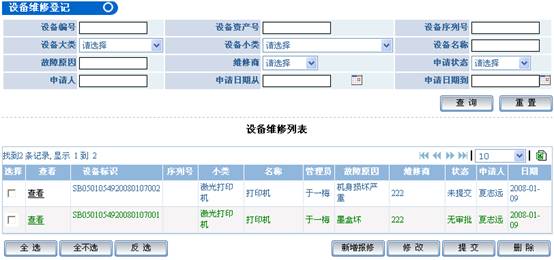 设备维修登记
设备编号 设备资产号 设备序列号
设备大类 请选择 设备小类 请选择 设备名称
故障原因 维修商 请选择 申请状态 请选择
申请人 申请日期从 申请日期到
查 询 重 置
设备维修列表
找到2 条记录, 显示 1 到 2 10
选择 查看 设备标识 序列号 小类 名称 管理员 故障原因 维修商 状态 申请人 日期
查看 SB0501054920080107002 激光打印机 打印机 于一梅 机身损坏严重 222 未提交 夏志远 2008-01-09
查看 SB0501054920080107001 激光打印机 打印机 于一梅 墨盒坏 222 无审批 夏志远 2008-01-09
全 选 全不选 反 选 新增报修 修 改 提 交 删 除